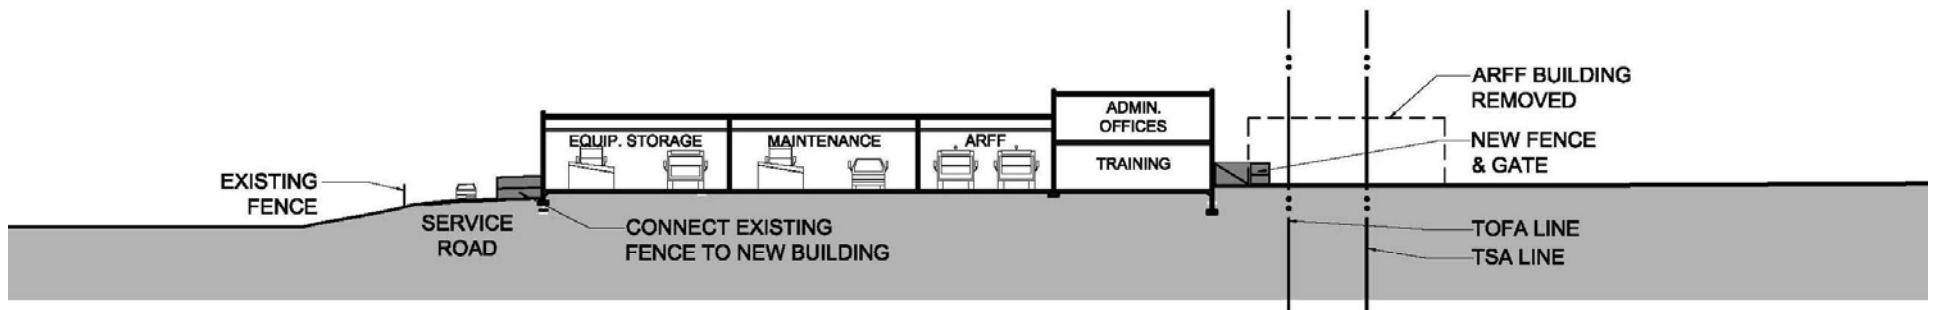 ARFF BUILDING
REMOVED
ADMIN.
OFFICES
EQUIP. STORAGE
MAINTENANCE
ARFF
TRAINING
NEW FENCE
& GATE
EXISTING
FENCE
SERVICE
ROAD
CONNECT EXISTING
FENCE TO NEW BUILDING
TOFA LINE
TSA LINE